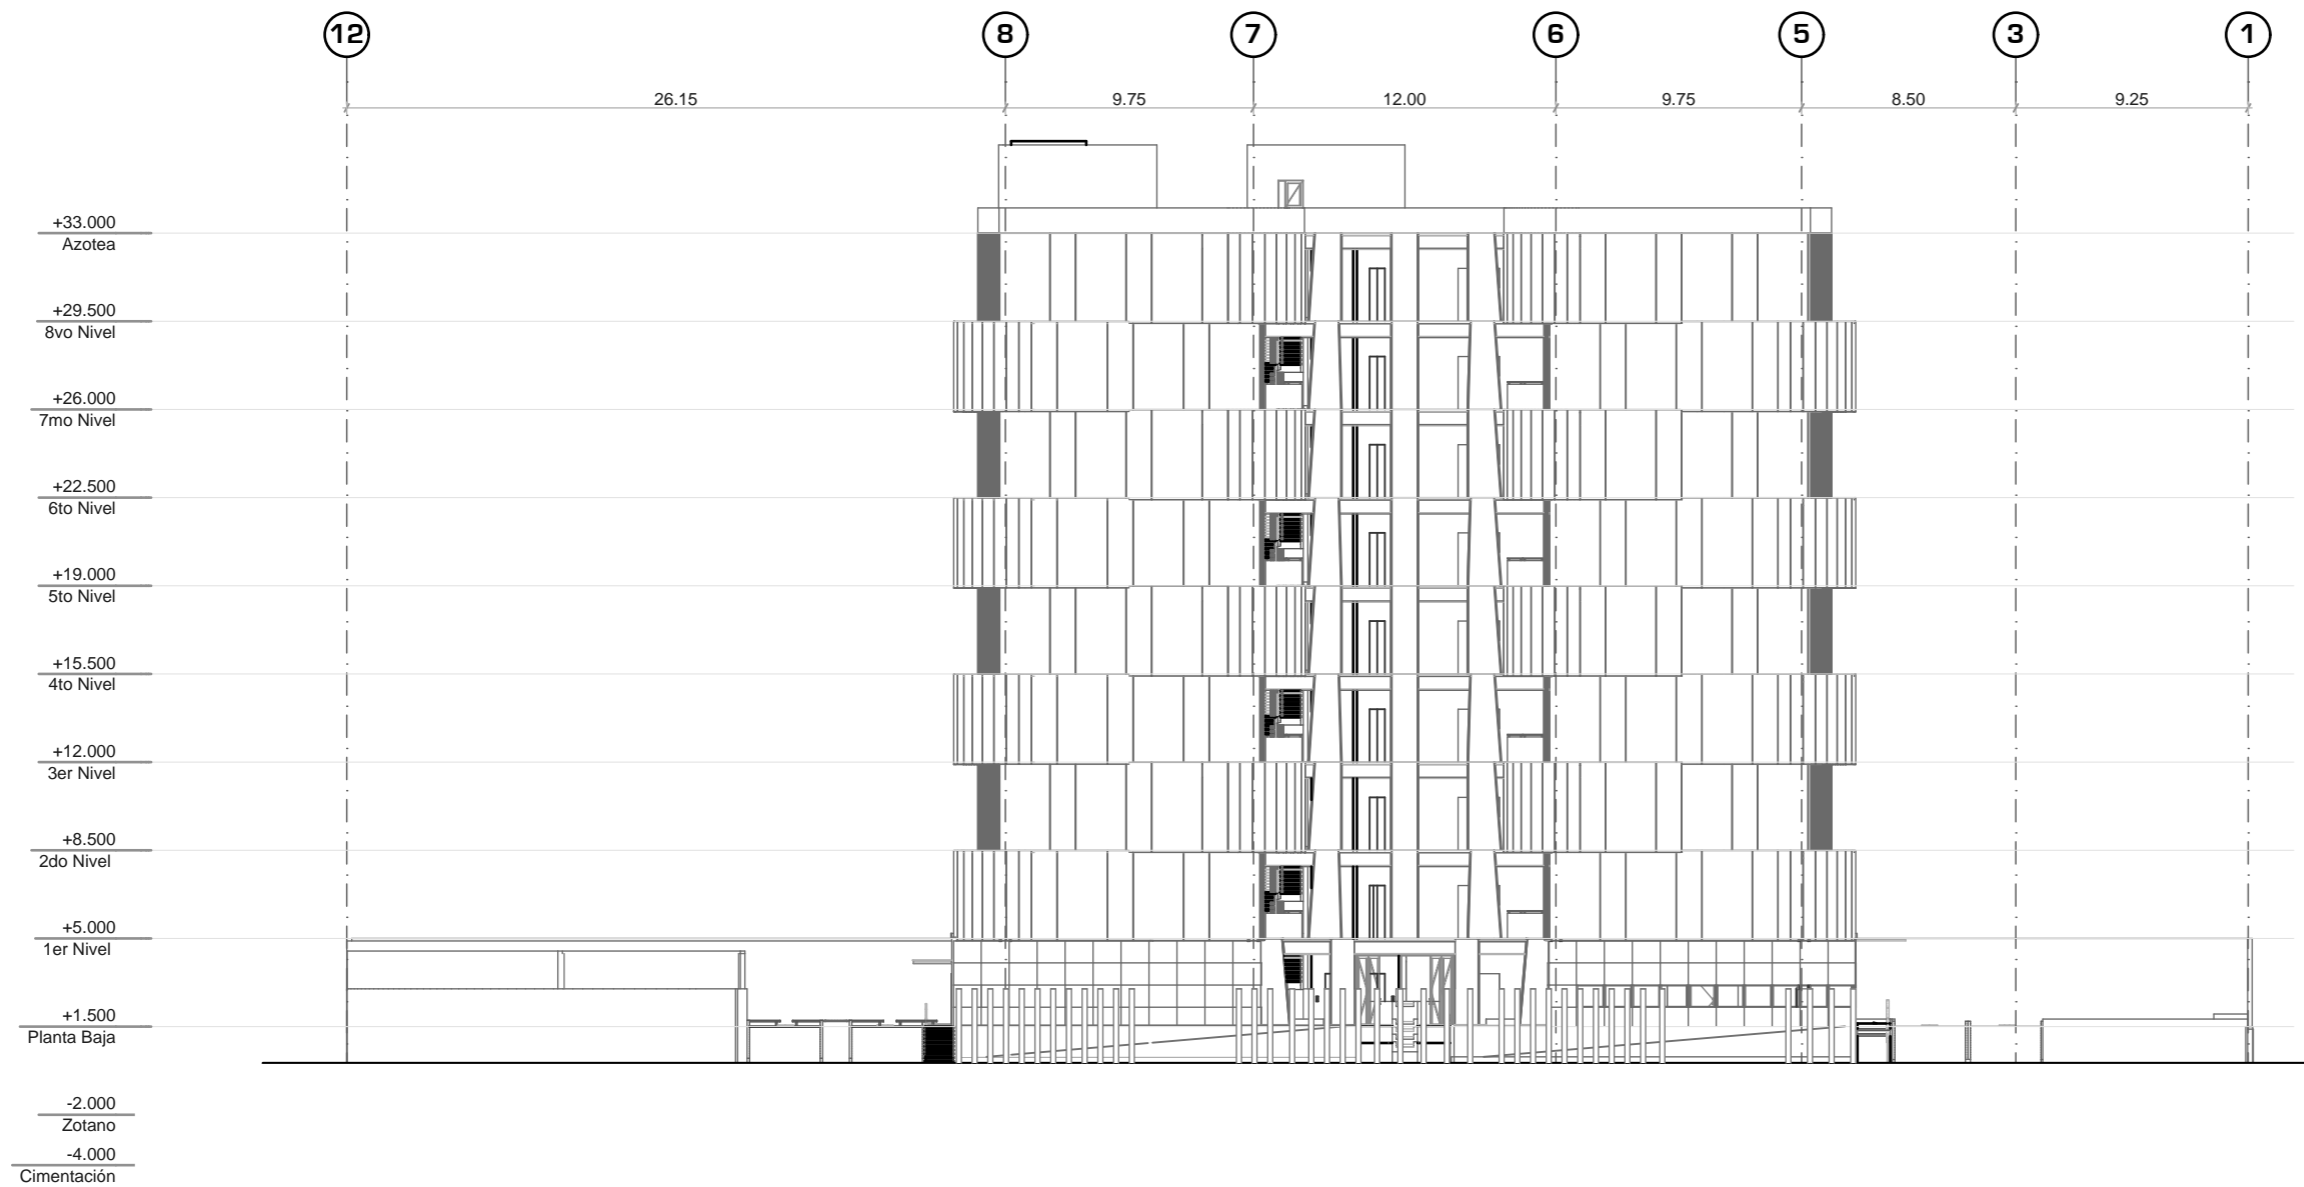 12 8 7 6 5 3 1
26.15 9.75 12.00 9.75 8.50 9.25
+33.000
Azotea
+29.500
8vo Nivel
+26.000
7mo Nivel
+22.500
6to Nivel
+19.000
5to Nivel
+15.500
4to Nivel
+12.000
3er Nivel
+8.500
2do Nivel
+5.000
1er Nivel
+1.500
Planta Baja
-2.000
Zotano
-4.000
Cimentación